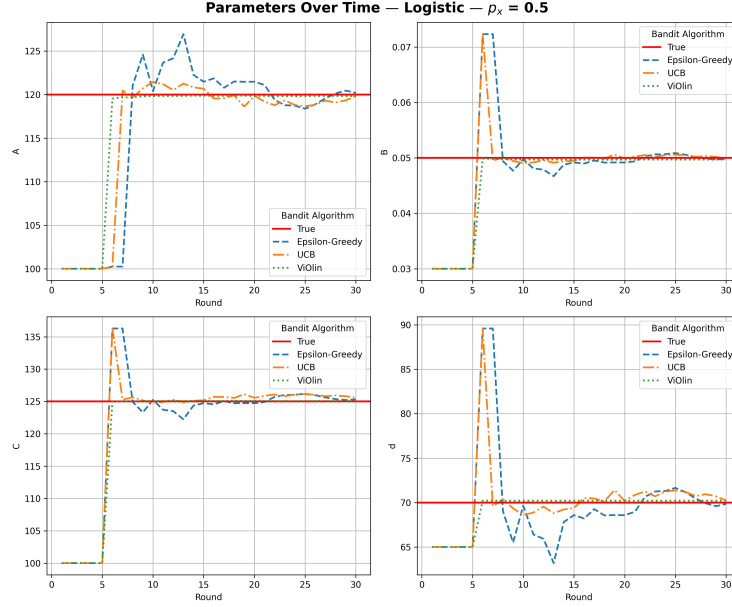 Parameters Over Time — Logistic — pₓ = 0.5
125
120
115
110
105
100
A
0
5
10
15
20
25
30
Round
Bandit Algorithm
True
Epsilon-Greedy
UCB
ViOlin
0.07
0.06
0.05
0.04
0.03
B
0
5
10
15
20
25
30
Round
Bandit Algorithm
True
Epsilon-Greedy
UCB
ViOlin
135
130
125
120
115
110
105
100
C
0
5
10
15
20
25
30
Round
Bandit Algorithm
True
Epsilon-Greedy
UCB
ViOlin
90
85
80
75
70
65
d
0
5
10
15
20
25
30
Round
Bandit Algorithm
True
Epsilon-Greedy
UCB
ViOlin